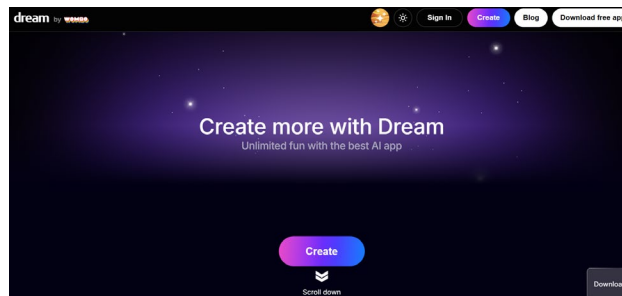 dream by WOMBO
Sign In
Create
Blog
Download free app
Create more with Dream
Unlimited fun with the best AI app
Create
Scroll down